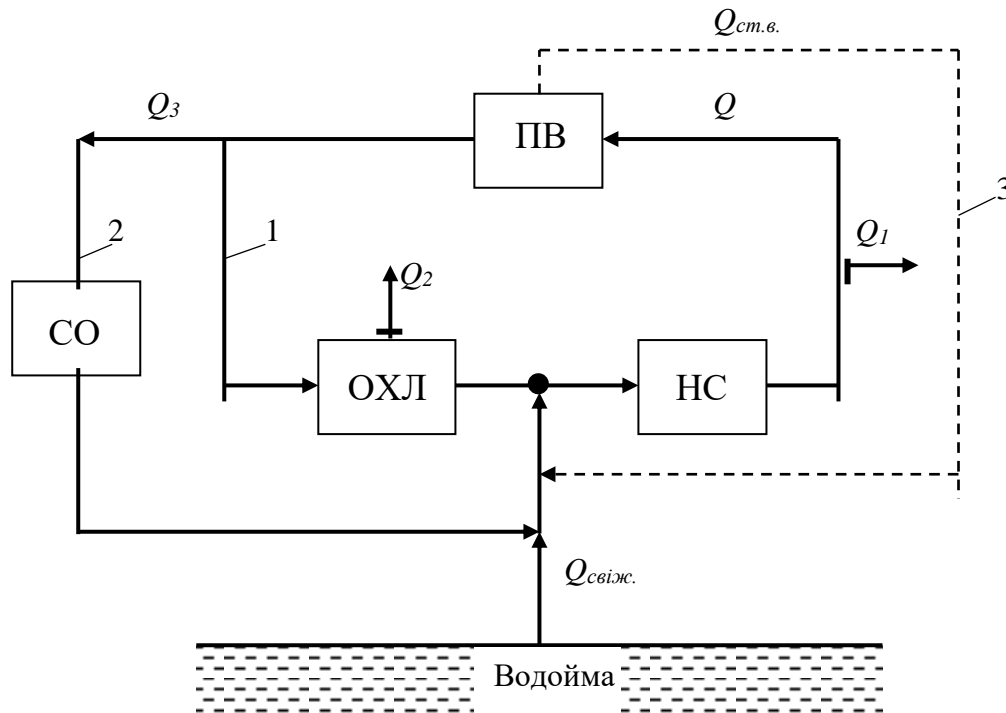 Qст.в.
Q3
ПВ
Q
3
2
1
Q1
Q2
СО
ОХЛ
НС
Qсвіж.
Водойма